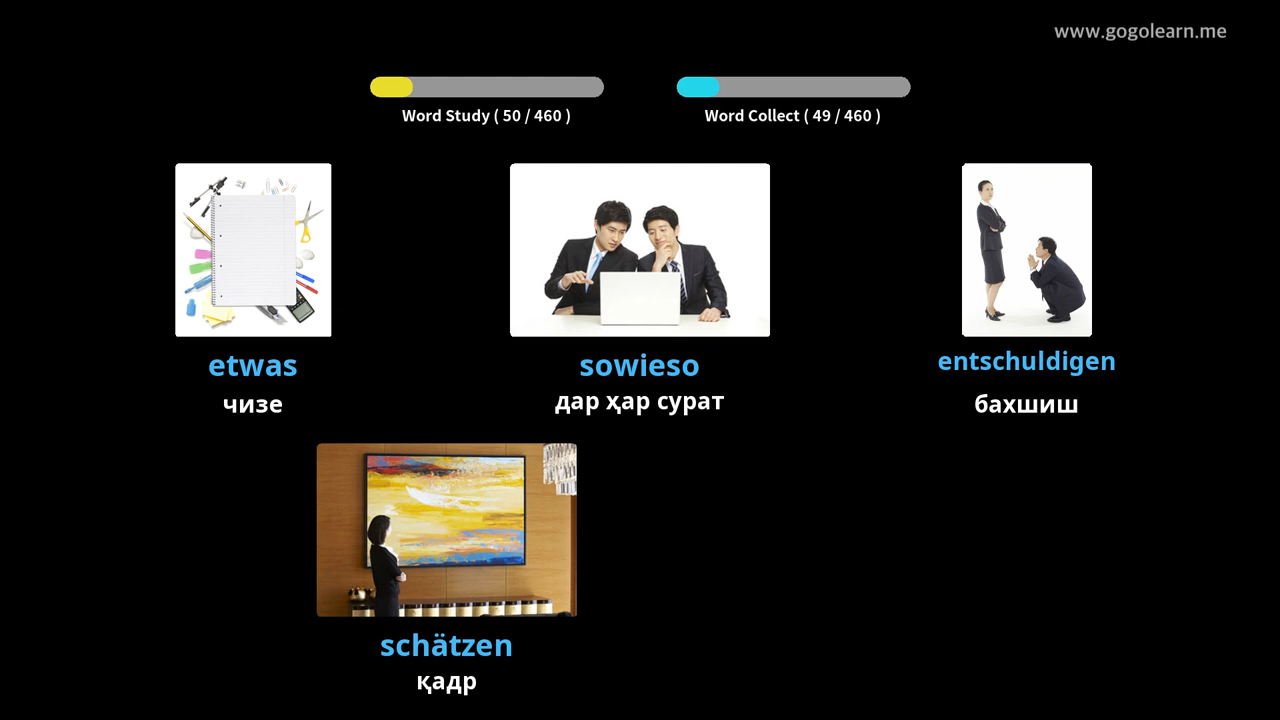 www.gogolearn.me
Word Study ( 50 / 460 )
Word Collect ( 49 / 460 )
etwas
чизе
sowieso
дар ҳар сурат
entschuldigen
бахшиш
schätzen
қадр